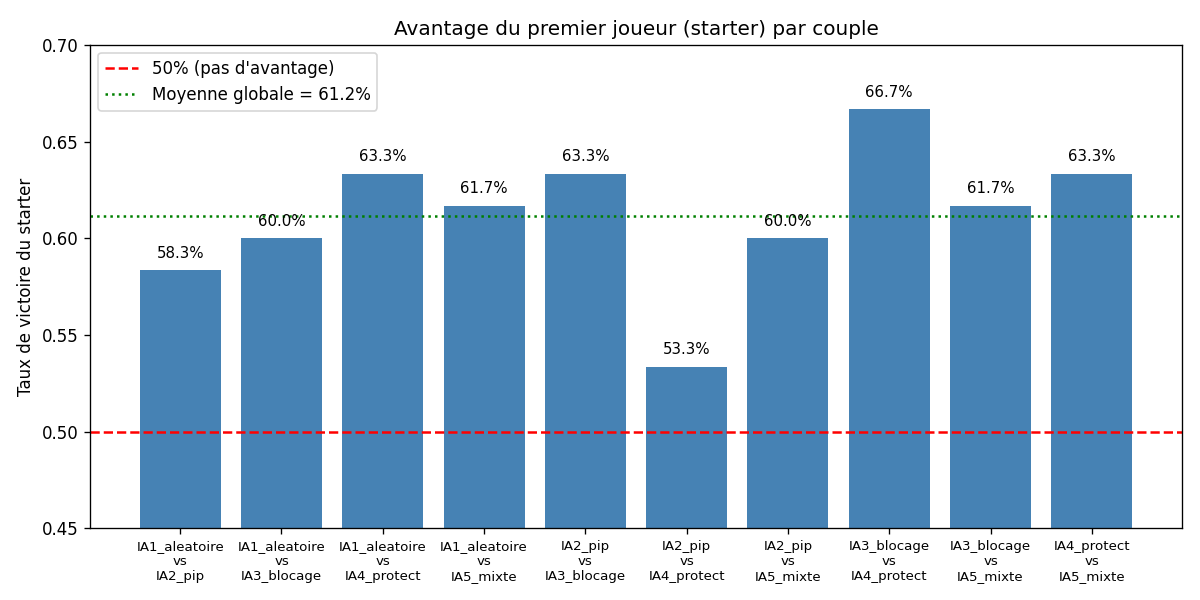 Avantage du premier joueur (starter) par couple
50% (pas d'avantage)
Moyenne globale = 61.2%
Taux de victoire du starter
0.70
0.65
0.60
0.55
0.50
0.45
58.3%
60.0%
63.3%
61.7%
63.3%
53.3%
60.0%
66.7%
61.7%
63.3%
IA1_aleatoire
vs
IA2_pip
IA1_aleatoire
vs
IA3_blocage
IA1_aleatoire
vs
IA4_protect
IA1_aleatoire
vs
IA5_mixte
IA2_pip
vs
IA3_blocage
IA2_pip
vs
IA4_protect
IA2_pip
vs
IA5_mixte
IA3_blocage
vs
IA4_protect
IA3_blocage
vs
IA5_mixte
IA4_protect
vs
IA5_mixte